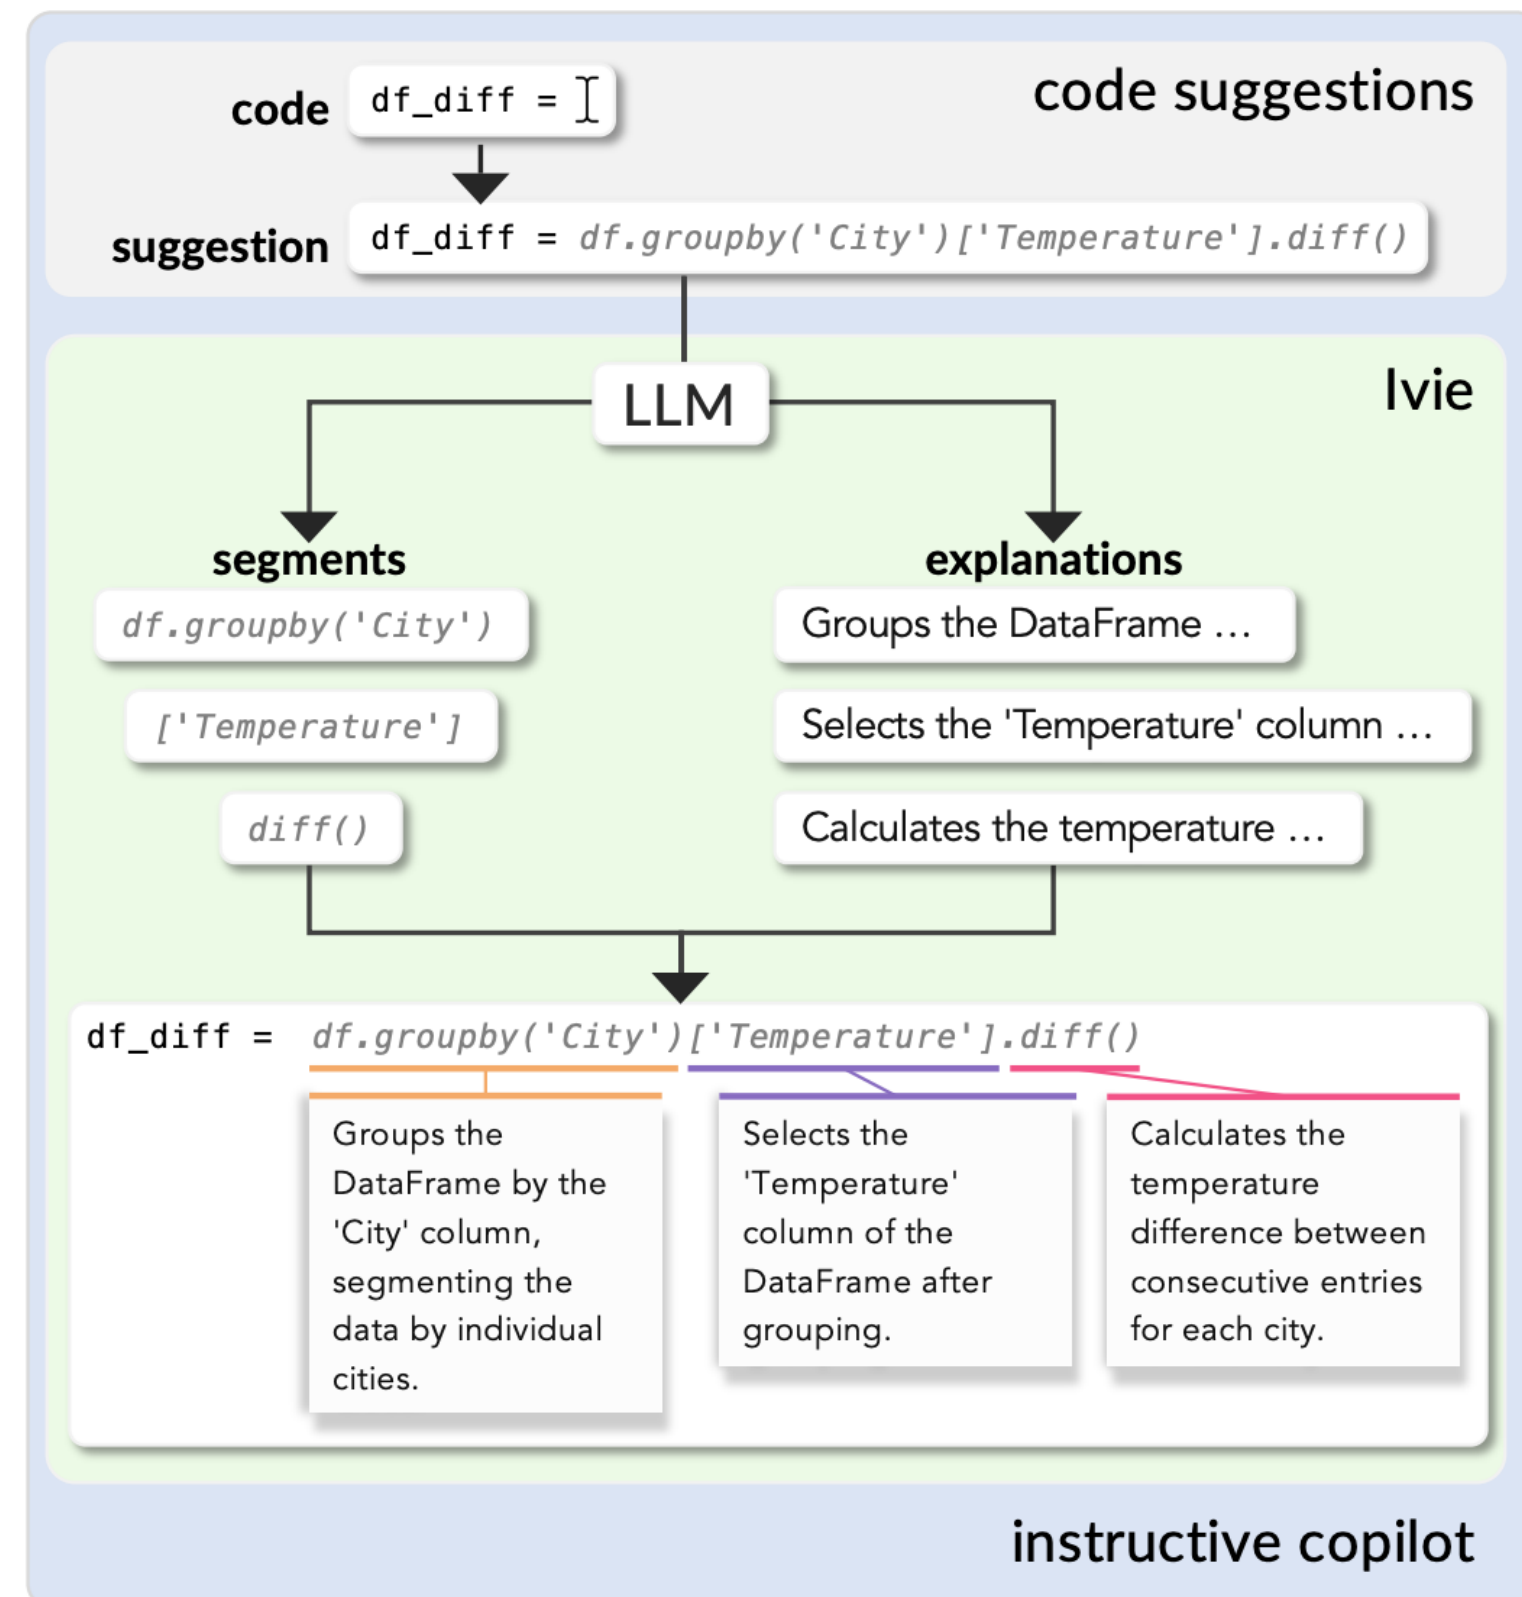 code suggestions
code
df_diff =
suggestion
df_diff = df.groupby('City')['Temperature'].diff()
Ivie
LLM
segments
df.groupby('City')
['Temperature']
diff()
explanations
Groups the DataFrame ...
Selects the 'Temperature' column ...
Calculates the temperature ...
df_diff = df.groupby('City')['Temperature'].diff()
Groups the
DataFrame by the
'City' column,
segmenting the
data by individual
cities.
Selects the
'Temperature'
column of the
DataFrame after
grouping.
Calculates the
temperature
difference between
consecutive entries
for each city.
instructive copilot